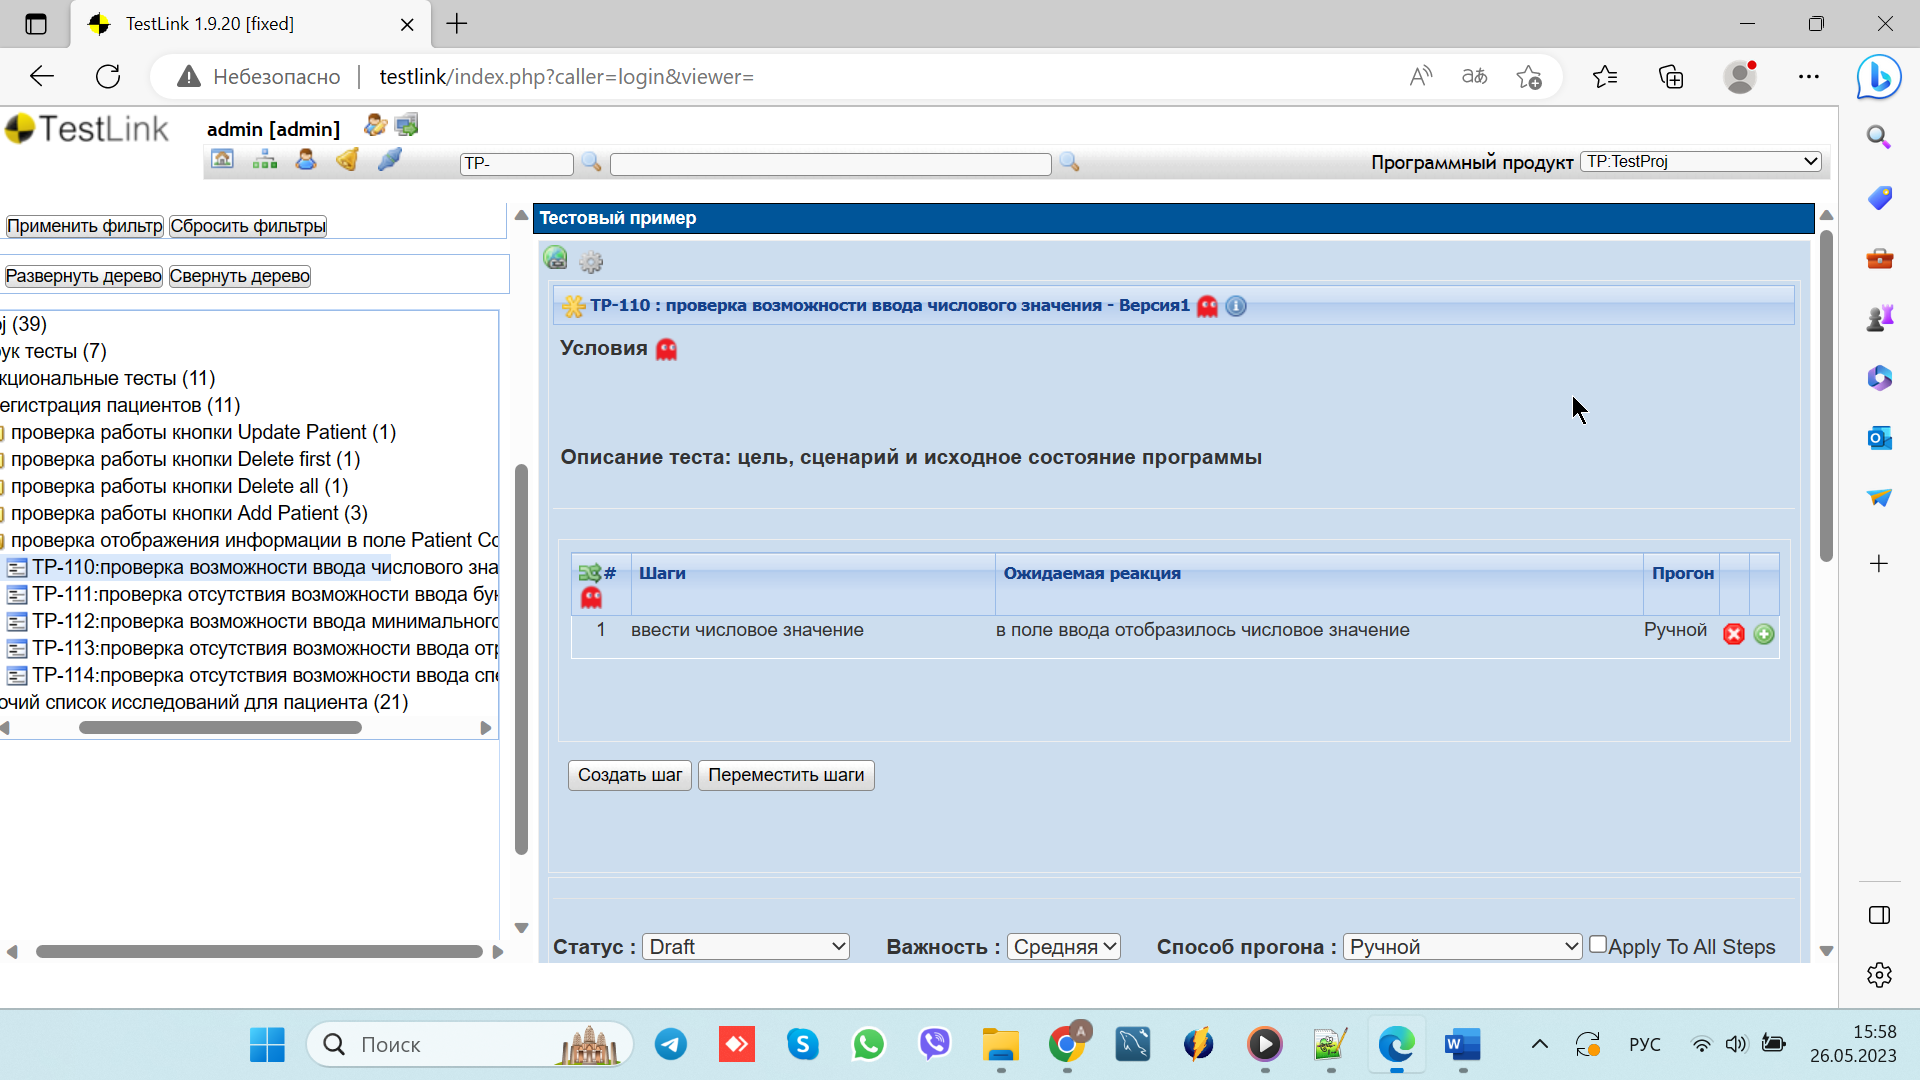 TestLink 1.9.20 [fixed]
Небезопасно
testlink/index.php?caller=login&viewer=
TestLink
admin [admin]
TP-
Программный продукт
TP:TestProj
Применить фильтр
Сбросить фильтры
Развернуть дерево
Свернуть дерево
j (39)
ук тесты (7)
кциональные тесты (11)
егистрация пациентов (11)
проверка работы кнопки Update Patient (1)
проверка работы кнопки Delete first (1)
проверка работы кнопки Delete all (1)
проверка работы кнопки Add Patient (3)
проверка отображения информации в поле Patient Co
TP-110:проверка возможности ввода числового зна
TP-111:проверка отсутствия возможности ввода бук
TP-112:проверка возможности ввода минимального
TP-113:проверка отсутствия возможности ввода отр
TP-114:проверка отсутствия возможности ввода спе
очий список исследований для пациента (21)
Тестовый пример
TP-110 : проверка возможности ввода числового значения - Версия1
Условия
Описание теста: цель, сценарий и исходное состояние программы
#
Шаги
Ожидаемая реакция
Прогон
1
ввести числовое значение
в поле ввода отобразилось числовое значение
Ручной
Создать шаг
Переместить шаги
Статус :
Draft
Важность :
Средняя
Способ прогона :
Ручной
Apply To All Steps
Поиск
A
РУС
15:58
26.05.2023